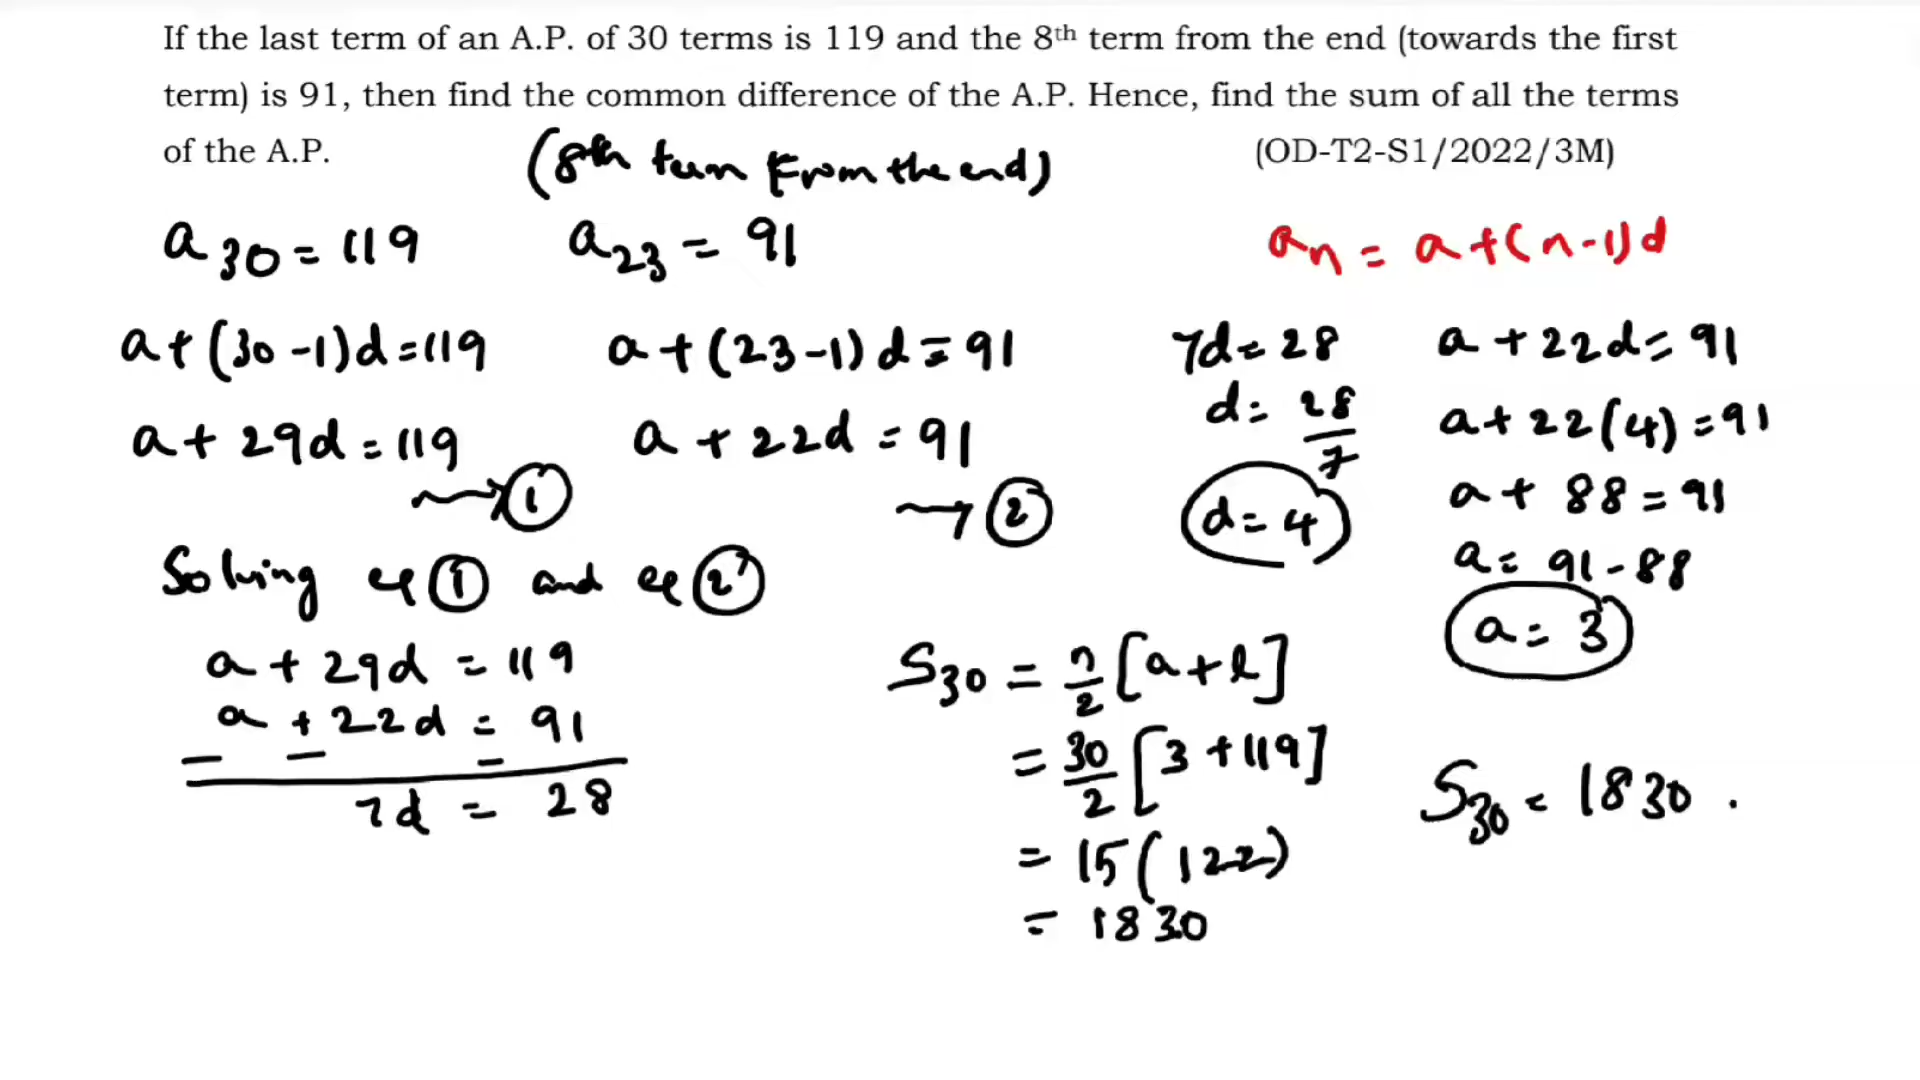 If the last term of an A.P. of 30 terms is 119 and the 8th term from the end (towards the first
term) is 91, then find the common difference of the A.P. Hence, find the sum of all the terms
of the A.P.
(OD-T2-S1/2022/3M)
(8th term from the end)
a30 = 119
a23 = 91
an = a + (n-1)d
a + (30-1)d = 119
a + (23-1)d = 91
a + 29d = 119
→ ①
a + 22d = 91
→ ②
Solving eq ① and eq ②
a + 29d = 119
a + 22d = 91
- - -
7d = 28
7d = 28
d = 28/7
d = 4
a + 22d = 91
a + 22(4) = 91
a + 88 = 91
a = 91 - 88
a = 3
S30 = n/2 [a + l]
= 30/2 [3 + 119]
= 15(122)
= 1830
S30 = 1830 .